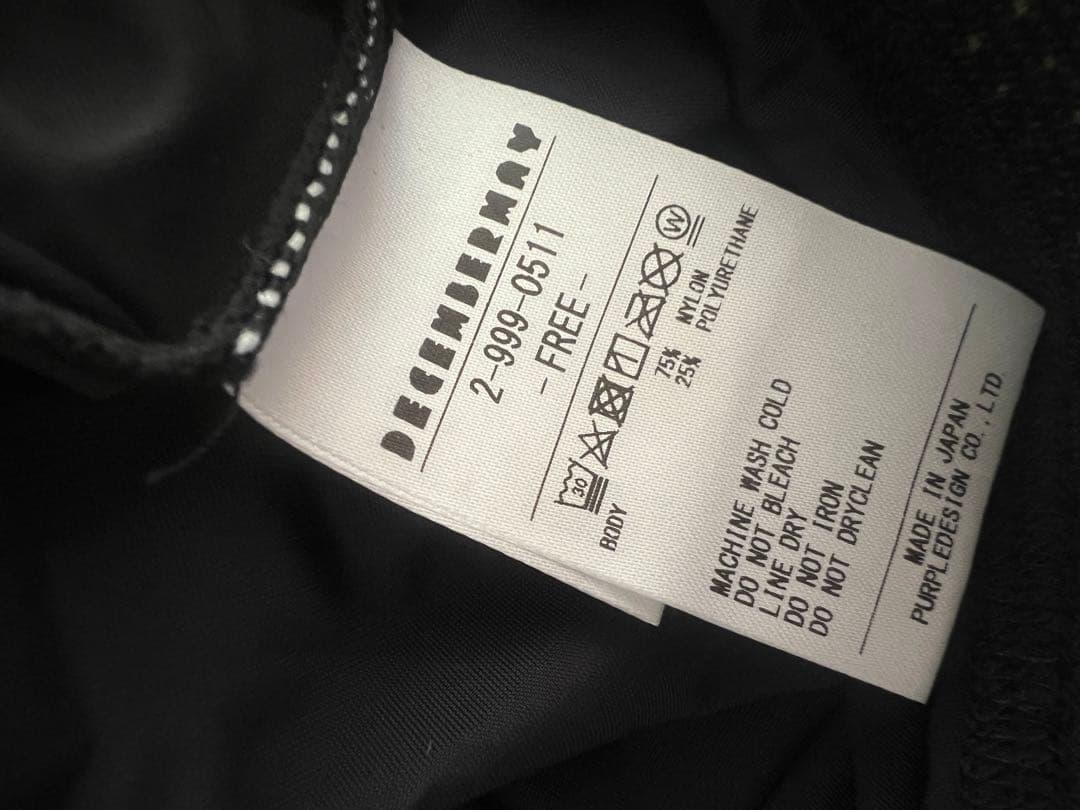 DECEMBERMAY
2-999-0511
-FREE-
30 W
BODY 75% NYLON
25% POLYURETHANE
MACHINE WASH COLD
DO NOT BLEACH
LINE DRY
DO NOT IRON
DO NOT DRYCLEAN
MADE IN JAPAN
PURPLEDESIGN CO.,LTD